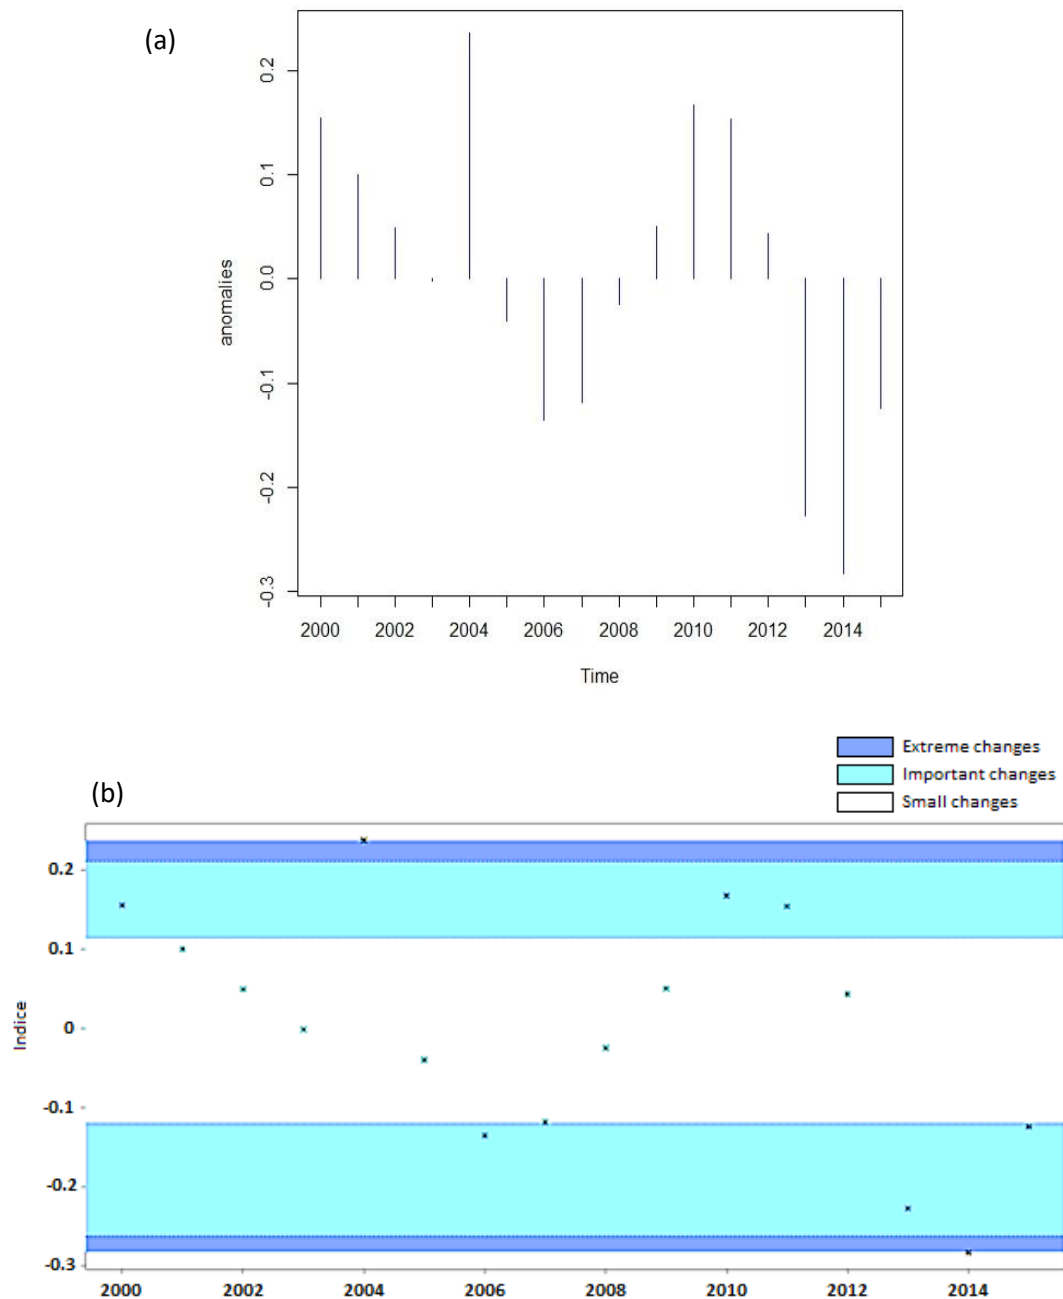 (a)
0.2
0.1
0.0
-0.1
-0.2
-0.3
anomalies
2000 2002 2004 2006 2008 2010 2012 2014
Time
Extreme changes
Important changes
Small changes
(b)
0.2
0.1
0
-0.1
-0.2
-0.3
Indice
2000 2002 2004 2006 2008 2010 2012 2014